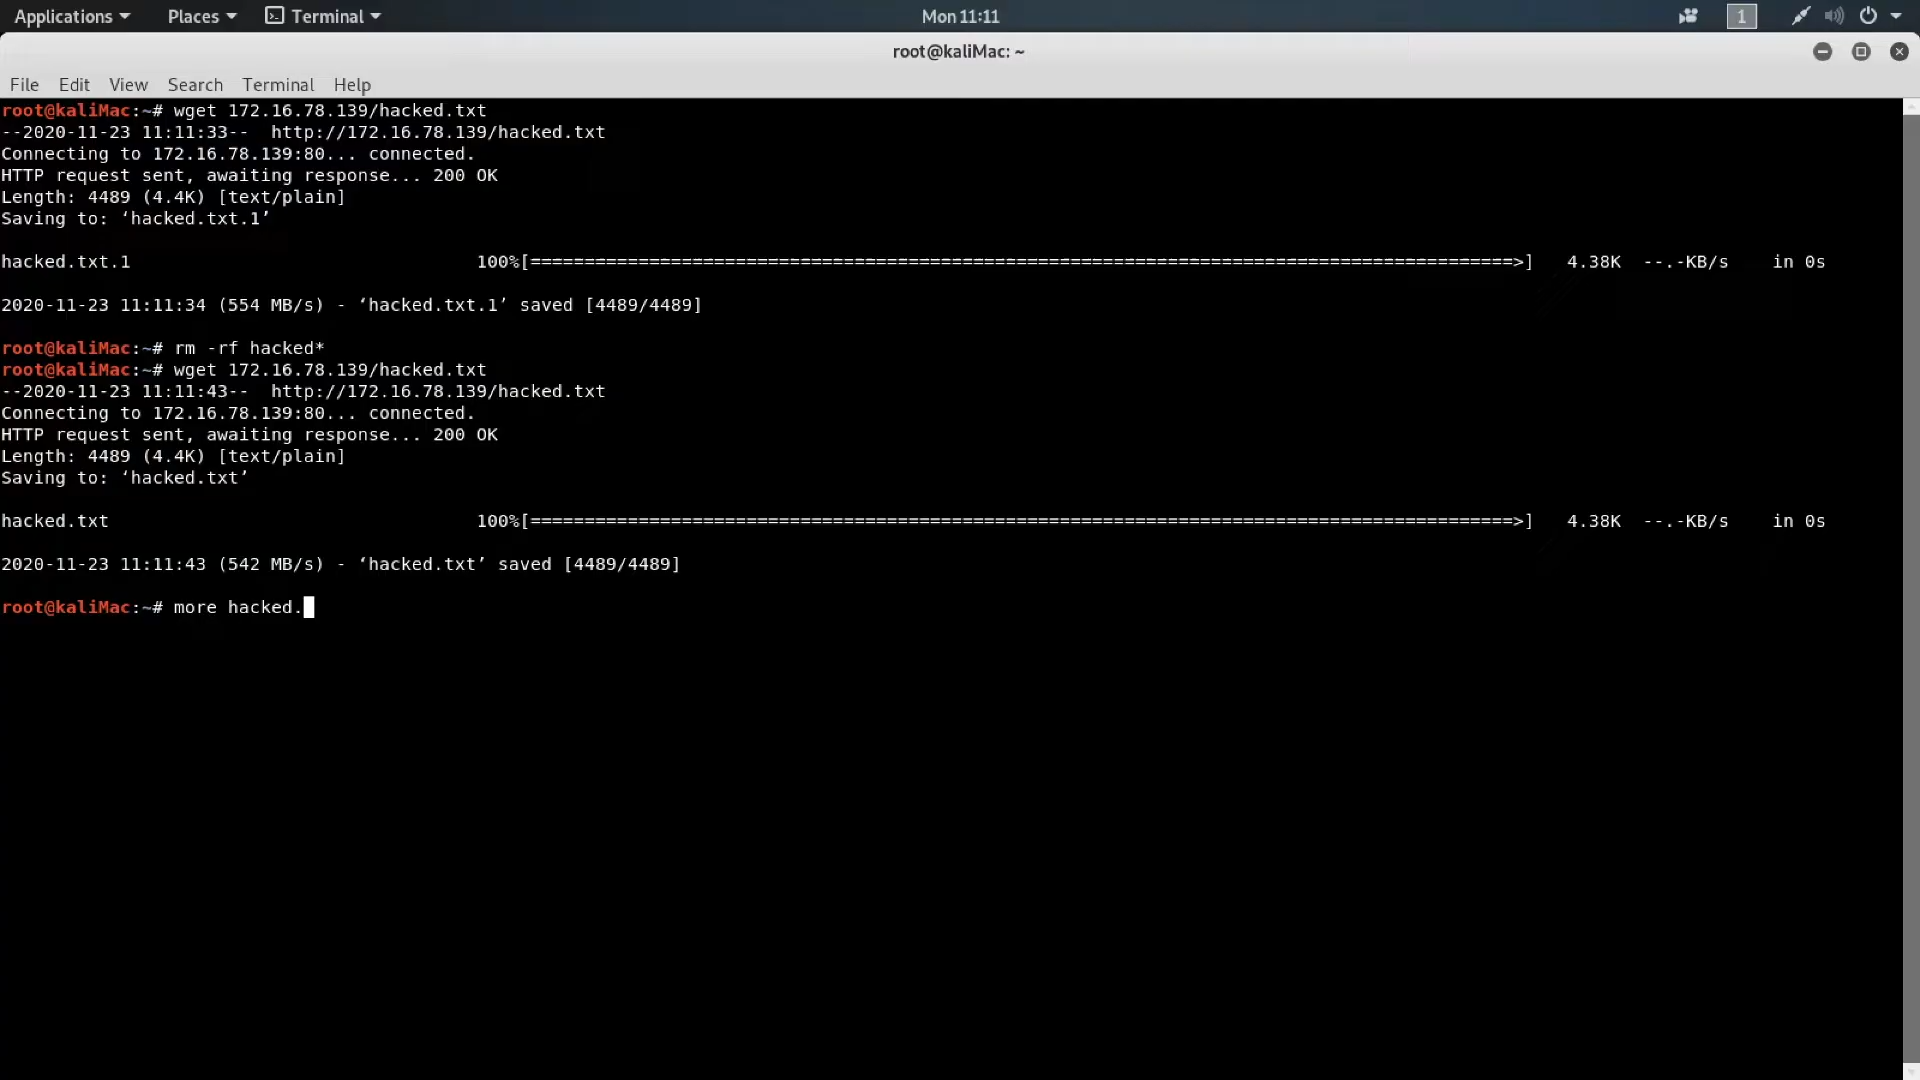 Applications Places Terminal Mon 11:11 1
root@kaliMac: ~
File Edit View Search Terminal Help
root@kaliMac:~# wget 172.16.78.139/hacked.txt
--2020-11-23 11:11:33--  http://172.16.78.139/hacked.txt
Connecting to 172.16.78.139:80... connected.
HTTP request sent, awaiting response... 200 OK
Length: 4489 (4.4K) [text/plain]
Saving to: ‘hacked.txt.1’
hacked.txt.1 100%[===========================================================================================>] 4.38K --.-KB/s in 0s
2020-11-23 11:11:34 (554 MB/s) - ‘hacked.txt.1’ saved [4489/4489]
root@kaliMac:~# rm -rf hacked*
root@kaliMac:~# wget 172.16.78.139/hacked.txt
--2020-11-23 11:11:43--  http://172.16.78.139/hacked.txt
Connecting to 172.16.78.139:80... connected.
HTTP request sent, awaiting response... 200 OK
Length: 4489 (4.4K) [text/plain]
Saving to: ‘hacked.txt’
hacked.txt 100%[===========================================================================================>] 4.38K --.-KB/s in 0s
2020-11-23 11:11:43 (542 MB/s) - ‘hacked.txt’ saved [4489/4489]
root@kaliMac:~# more hacked.